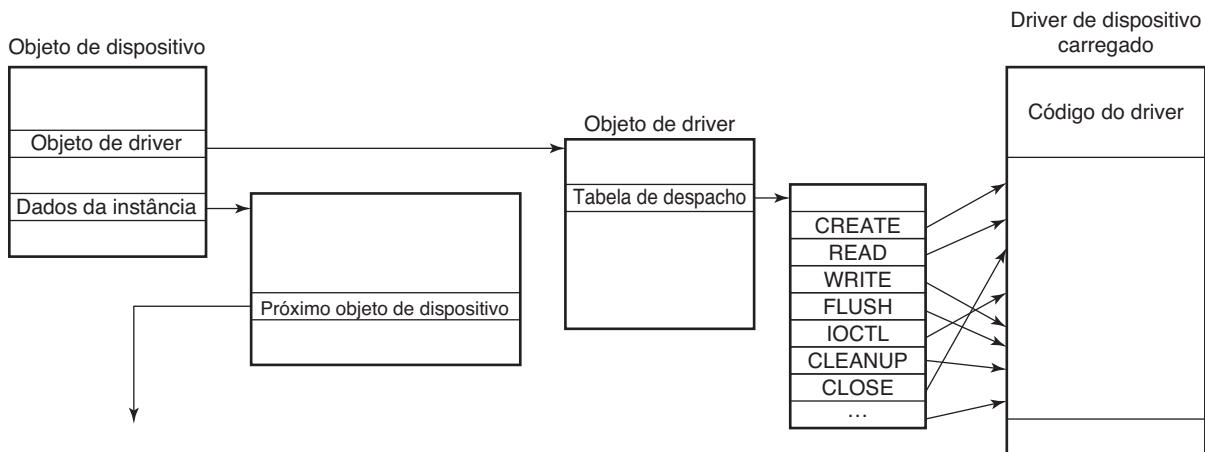 Objeto de dispositivo
Objeto de driver
Dados da instância
Próximo objeto de dispositivo
Objeto de driver
Tabela de despacho
CREATE
READ
WRITE
FLUSH
IOCTL
CLEANUP
CLOSE
...
Driver de dispositivo
carregado
Código do driver